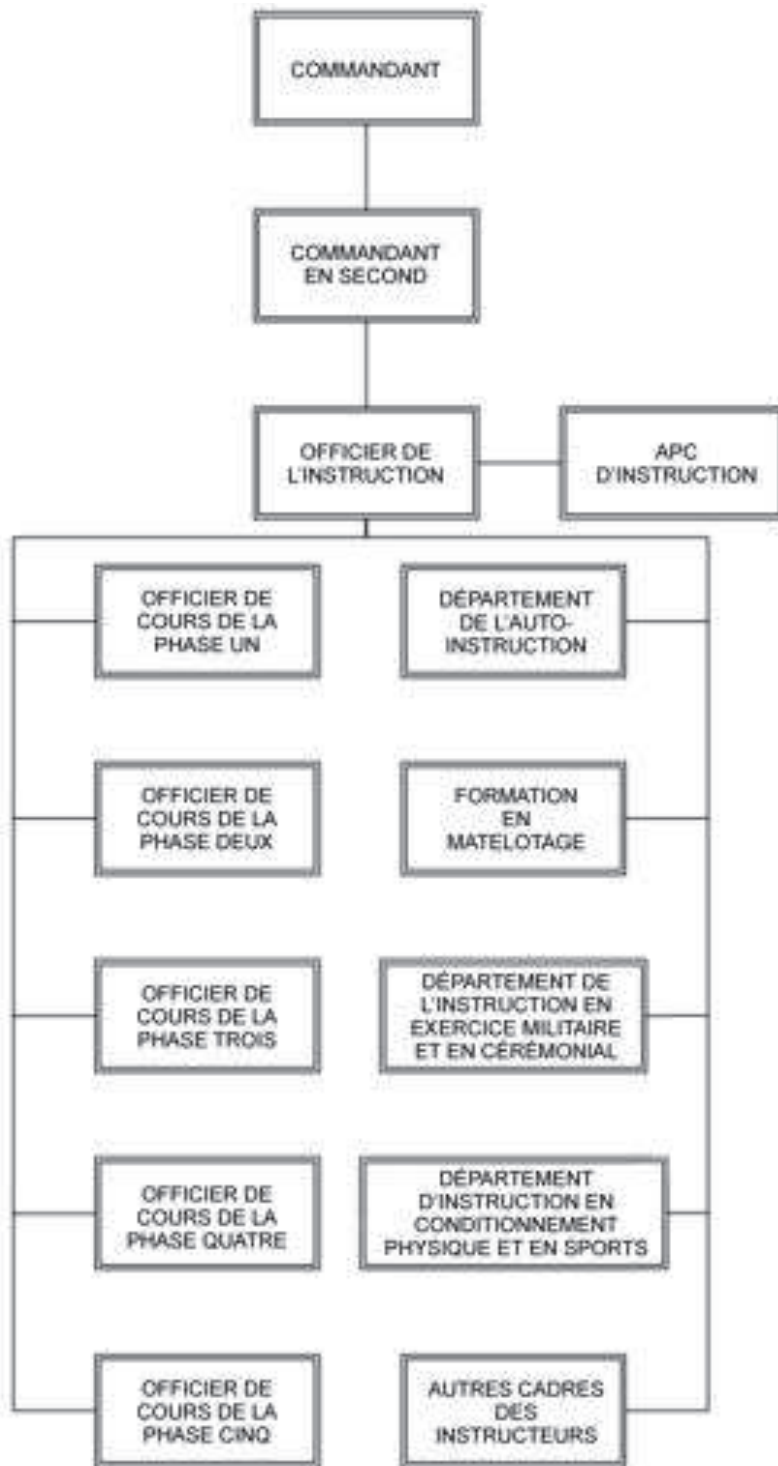 COMMANDANT
COMMANDANT
EN SECOND
OFFICIER DE
L'INSTRUCTION
APC
D'INSTRUCTION
OFFICIER DE
COURS DE LA
PHASE UN
DÉPARTEMENT
DE L'AUTO-
INSTRUCTION
OFFICIER DE
COURS DE LA
PHASE DEUX
FORMATION
EN
MATELOTAGE
OFFICIER DE
COURS DE LA
PHASE TROIS
DÉPARTEMENT DE
L'INSTRUCTION EN
EXERCICE MILITAIRE
ET EN CÉRÉMONIAL
OFFICIER DE
COURS DE LA
PHASE QUATRE
DÉPARTEMENT
D'INSTRUCTION EN
CONDITIONNEMENT
PHYSIQUE ET EN SPORTS
OFFICIER DE
COURS DE LA
PHASE CINQ
AUTRES CADRES
DES
INSTRUCTEURS